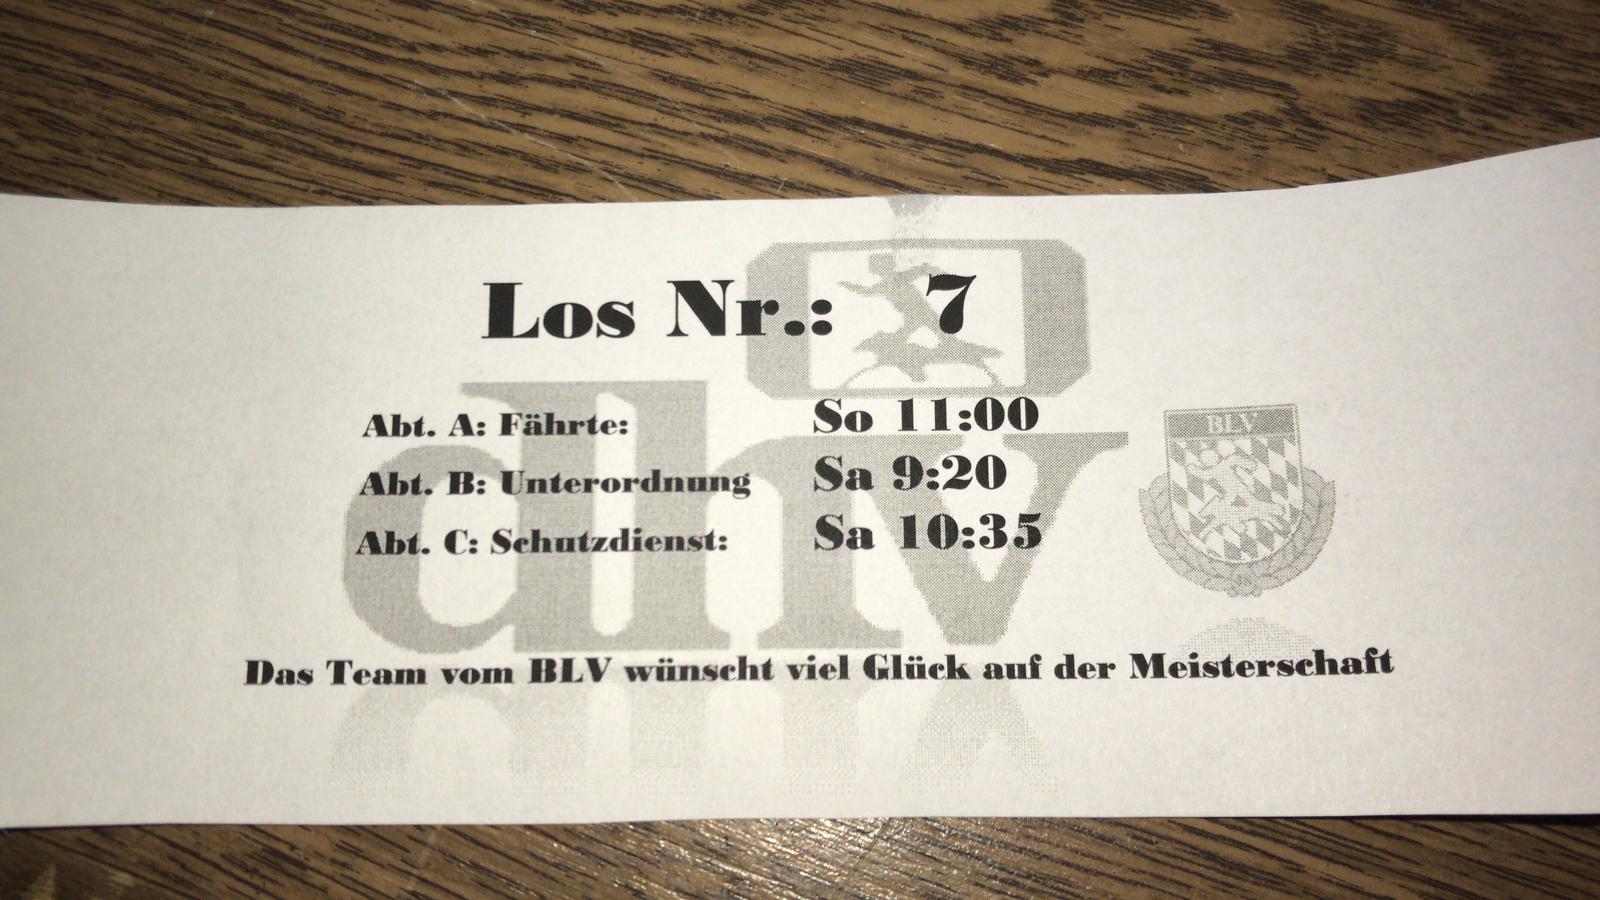 Los Nr.: 7
Abt. A: Fährte: So 11:00
Abt. B: Unterordnung Sa 9:20
Abt. C: Schutzdienst: Sa 10:35
dhv
BLV
Das Team vom BLV wünscht viel Glück auf der Meisterschaft